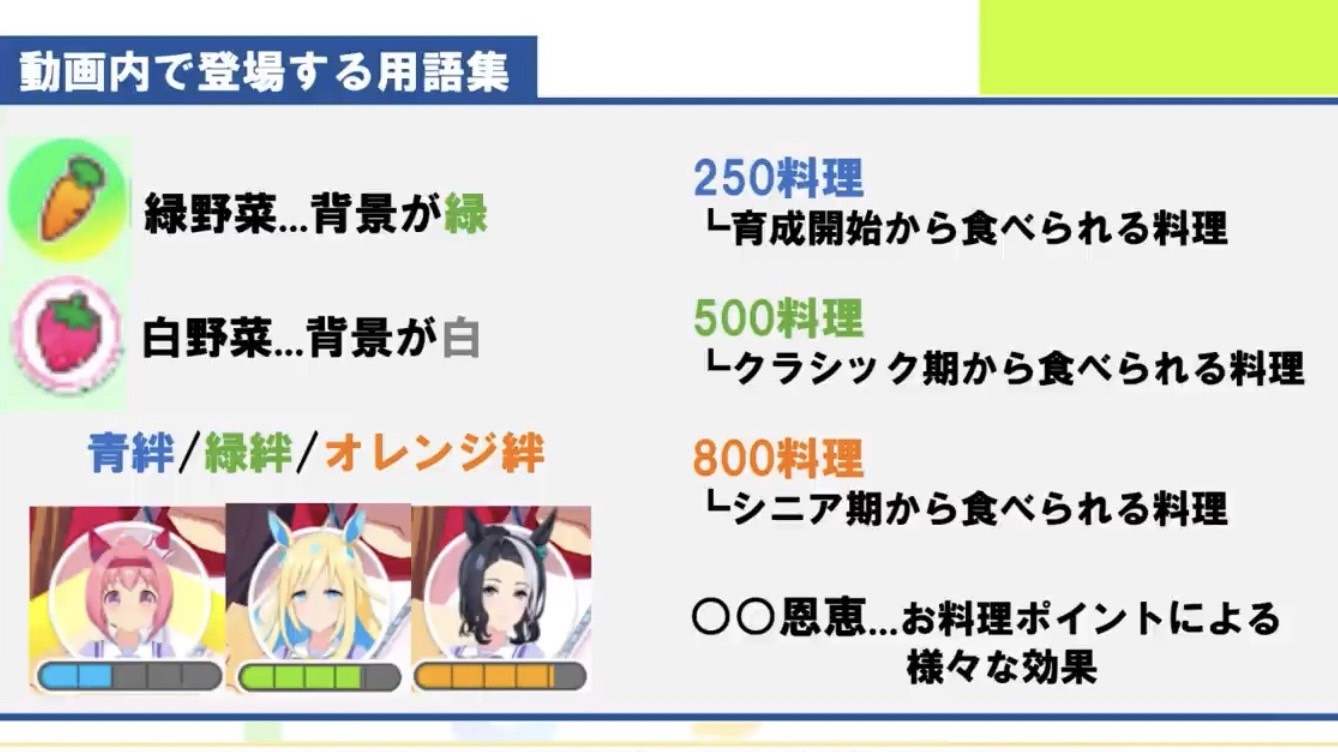 動画内で登場する用語集
緑野菜...背景が緑
白野菜...背景が白
青絆/緑絆/オレンジ絆
250料理
┗育成開始から食べられる料理
500料理
┗クラシック期から食べられる料理
800料理
┗シニア期から食べられる料理
〇〇恩恵...お料理ポイントによる
様々な効果